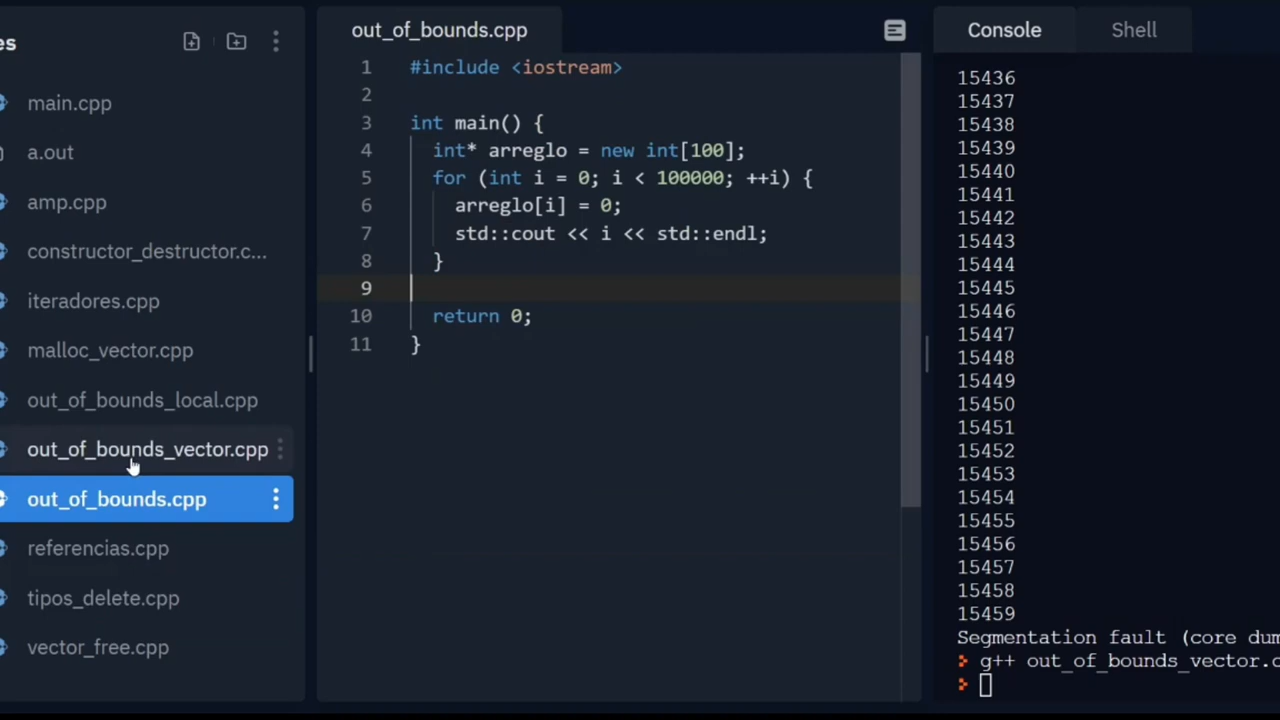 es
main.cpp
a.out
amp.cpp
constructor_destructor.c...
iteradores.cpp
malloc_vector.cpp
out_of_bounds_local.cpp
out_of_bounds_vector.cpp
out_of_bounds.cpp
referencias.cpp
tipos_delete.cpp
vector_free.cpp
out_of_bounds.cpp
1 #include <iostream>
2
3 int main() {
4 int* arreglo = new int[100];
5 for (int i = 0; i < 100000; ++i) {
6 arreglo[i] = 0;
7 std::cout << i << std::endl;
8 }
9
10 return 0;
11 }
Console Shell
15436
15437
15438
15439
15440
15441
15442
15443
15444
15445
15446
15447
15448
15449
15450
15451
15452
15453
15454
15455
15456
15457
15458
15459
Segmentation fault (core dum
> g++ out_of_bounds_vector.c
>